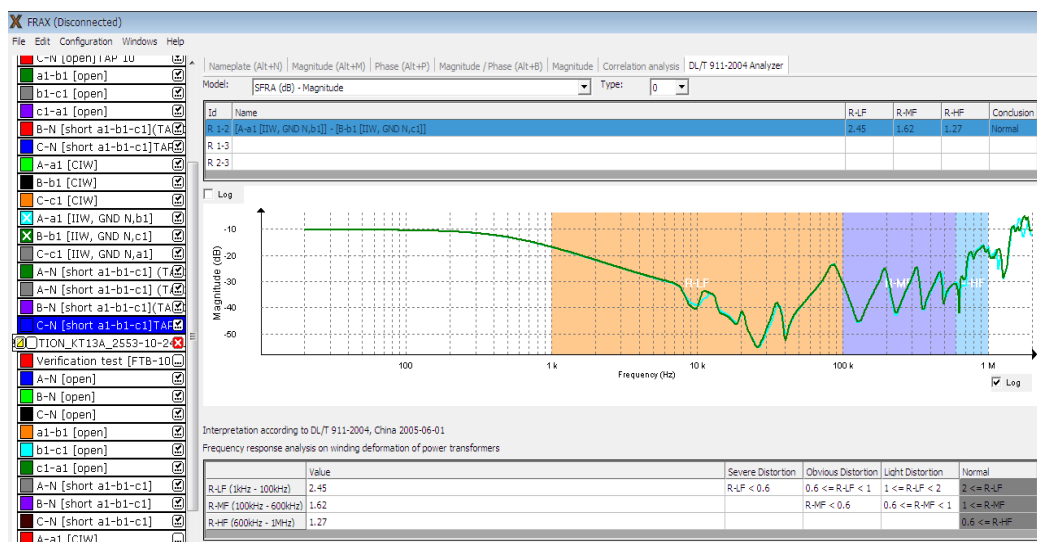 FRAX (Disconnected)
File Edit Configuration Windows Help
C-N [open]TAP 10
a1-b1 [open]
b1-c1 [open]
c1-a1 [open]
B-N [short a1-b1-c1](TA
C-N [short a1-b1-c1]TAP
A-a1 [CIW]
B-b1 [CIW]
C-c1 [CIW]
A-a1 [IIW, GND N,b1]
B-b1 [IIW, GND N,c1]
C-c1 [IIW, GND N,a1]
A-N [short a1-b1-c1] (TA
A-N [short a1-b1-c1] (TA
B-N [short a1-b1-c1](TA
C-N [short a1-b1-c1]TAP
TION_KT13A_2553-10-2
Verification test [FTB-10
A-N [open]
B-N [open]
C-N [open]
a1-b1 [open]
b1-c1 [open]
c1-a1 [open]
A-N [short a1-b1-c1]
B-N [short a1-b1-c1]
C-N [short a1-b1-c1]
A-a1 [CIW]
Nameplate (Alt+N) Magnitude (Alt+M) Phase (Alt+P) Magnitude / Phase (Alt+B) Magnitude Correlation analysis DL/T 911-2004 Analyzer
Model: SFRA (dB) - Magnitude Type: 0
Id Name R-LF R-MF R-HF Conclusion
R 1-2 [A-a1 [IIW, GND N,b1]] - [B-b1 [IIW, GND N,c1]] 2.45 1.62 1.27 Normal
R 1-3
R 2-3
Log
Magnitude (dB)
-10
-20
-30
-40
-50
R-LF R-MF R-HF
100 1 k 10 k 100 k 1 M
Frequency (Hz)
Log
Interpretation according to DL/T 911-2004, China 2005-06-01
Frequency response analysis on winding deformation of power transformers
Value Severe Distortion Obvious Distortion Light Distortion Normal
R-LF (1kHz - 100kHz) 2.45 R-LF < 0.6 0.6 <= R-LF < 1 1 <= R-LF < 2 2 <= R-LF
R-MF (100kHz - 600kHz) 1.62 R-MF < 0.6 0.6 <= R-MF < 1 1 <= R-MF
R-HF (600kHz - 1MHz) 1.27 0.6 <= R-HF